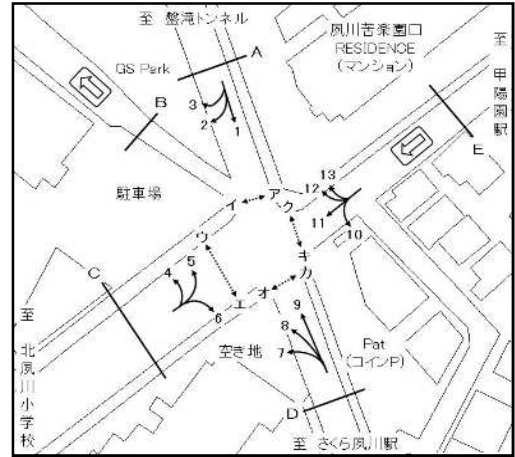 至 盤滝トンネル
夙川苦楽園口
RESIDENCE
(マンション)
至 甲陽園駅
GS Park
A
B
3
2
1
E
駐車場
13
12
11
10
イ
ア
ク
ウ
キ
カ
エ
オ
C
4
5
6
9
8
7
空き地
Pat
(コインP)
D
至 北夙川小学校
至 さくら夙川駅